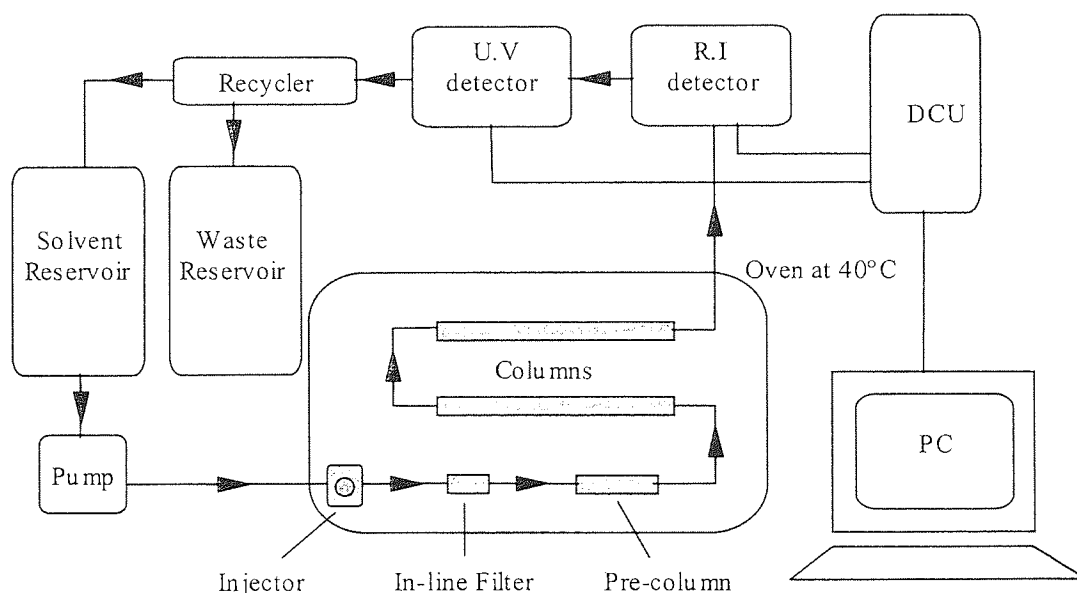 U.V
detector
R.I
detector
Recycler
DCU
Solvent
Reservoir
Waste
Reservoir
Oven at 40°C
Columns
PC
Pump
Injector
In-line Filter
Pre-column